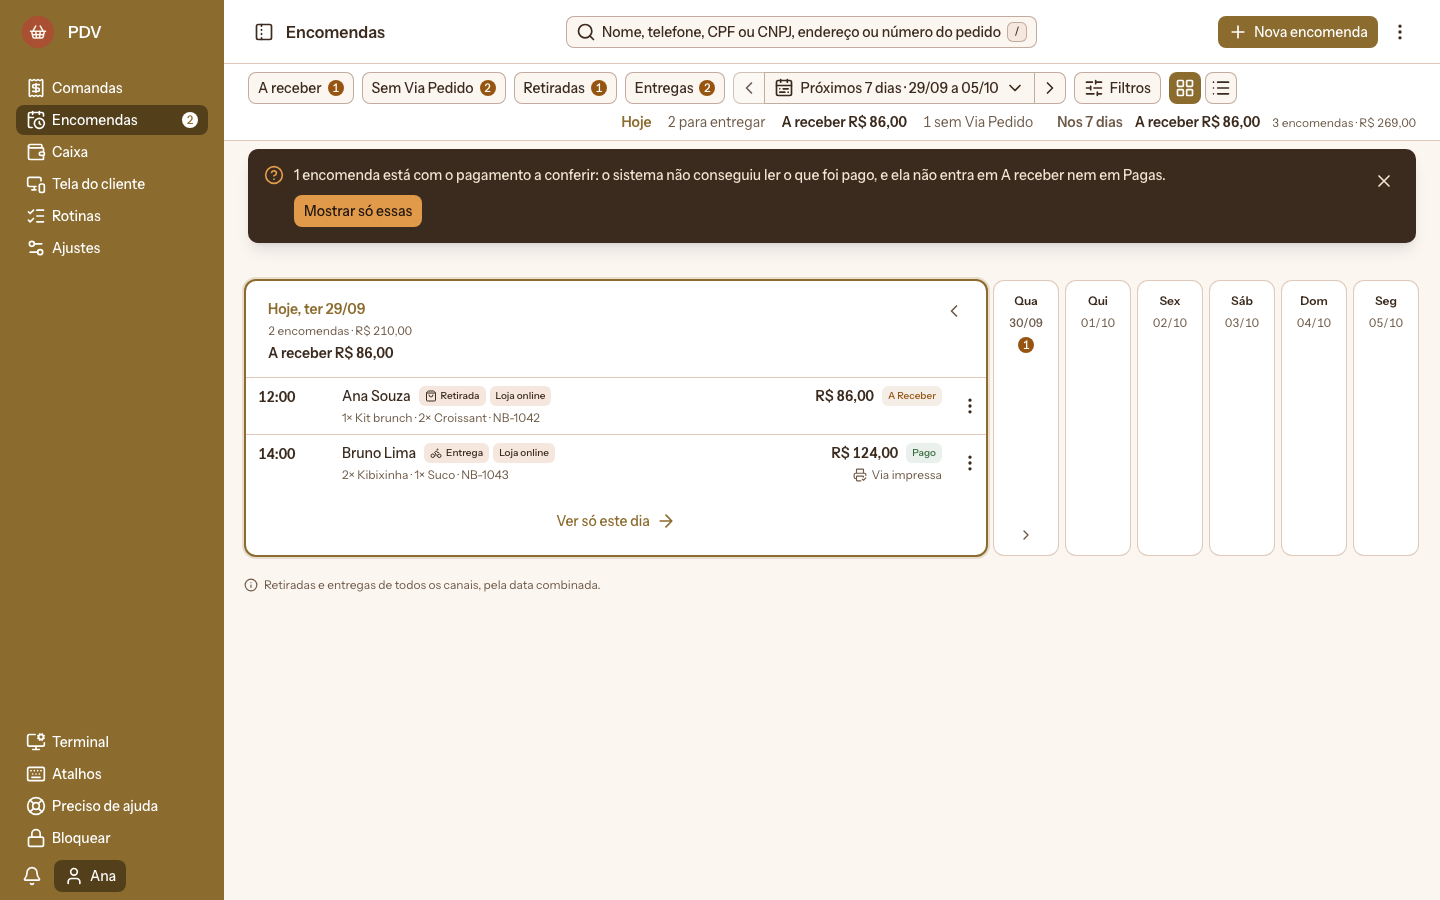 PDV
Comandas
Encomendas 2
Caixa
Tela do cliente
Rotinas
Ajustes
Terminal
Atalhos
Preciso de ajuda
Bloquear
Ana
Encomendas
Nome, telefone, CPF ou CNPJ, endereço ou número do pedido /
Nova encomenda
A receber 1
Sem Via Pedido 2
Retiradas 1
Entregas 2
Próximos 7 dias · 29/09 a 05/10
Filtros
Hoje 2 para entregar A receber R$ 86,00 1 sem Via Pedido Nos 7 dias A receber R$ 86,00 3 encomendas · R$ 269,00
1 encomenda está com o pagamento a conferir: o sistema não conseguiu ler o que foi pago, e ela não entra em A receber nem em Pagas.
Mostrar só essas
Hoje, ter 29/09
2 encomendas · R$ 210,00
A receber R$ 86,00
12:00 Ana Souza Retirada Loja online R$ 86,00 A Receber
1× Kit brunch · 2× Croissant · NB-1042
14:00 Bruno Lima Entrega Loja online R$ 124,00 Pago
2× Kibixinha · 1× Suco · NB-1043 Via impressa
Ver só este dia
Qua
30/09
1
Qui
01/10
Sex
02/10
Sáb
03/10
Dom
04/10
Seg
05/10
Retiradas e entregas de todos os canais, pela data combinada.